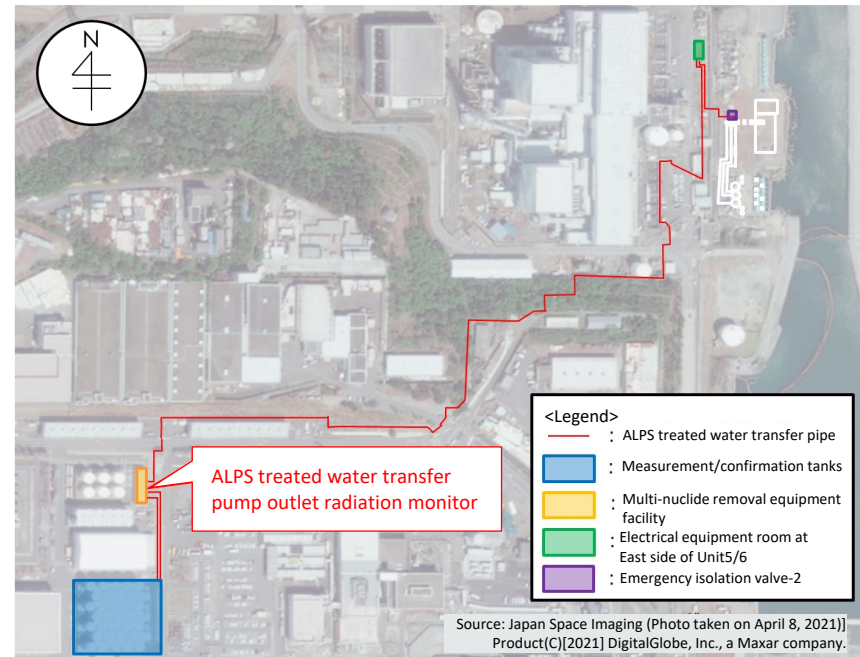 N
ALPS treated water transfer
pump outlet radiation monitor
<Legend>
: ALPS treated water transfer pipe
: Measurement/confirmation tanks
: Multi-nuclide removal equipment
facility
: Electrical equipment room at
East side of Unit5/6
: Emergency isolation valve-2
Source: Japan Space Imaging (Photo taken on April 8, 2021)]
Product(C)[2021] DigitalGlobe, Inc., a Maxar company.